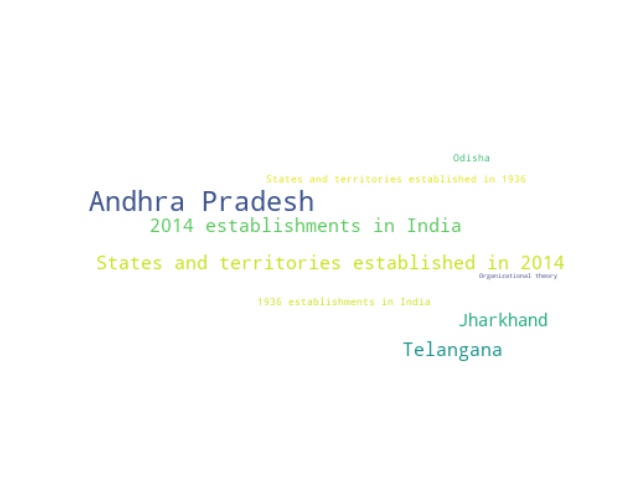 Odisha
States and territories established in 1936
Andhra Pradesh
2014 establishments in India
States and territories established in 2014
Organizational theory
1936 establishments in India
Jharkhand
Telangana